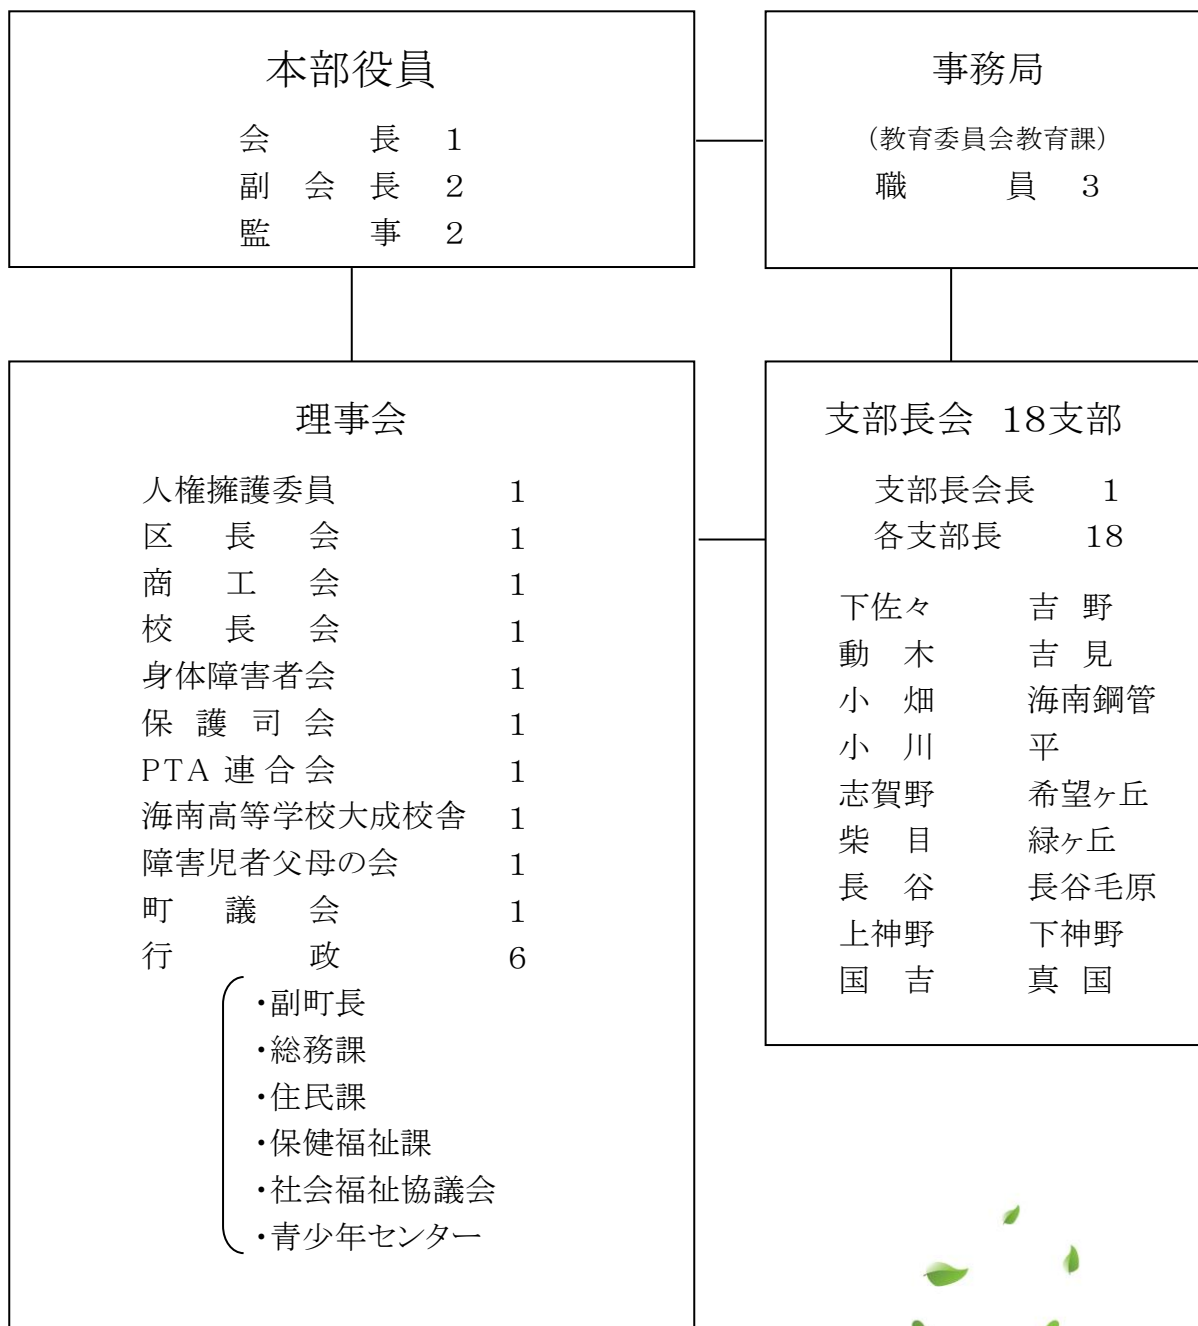 本部役員
会長 1
副会長 2
監事 2
事務局
(教育委員会教育課)
職員 3
理事会
人権擁護委員 1
区長会 1
商工会 1
校長会 1
身体障害者会 1
保護司会 1
PTA連合会 1
海南高等学校大成校舎 1
障害児者父母の会 1
町議会 1
行政 6
・副町長
・総務課
・住民課
・保健福祉課
・社会福祉協議会
・青少年センター
支部長会 18支部
支部長会長 1
各支部長 18
下佐々 吉野
動木 吉見
小畑 海南鋼管
小川 平
志賀野 希望ヶ丘
柴目 緑ヶ丘
長谷 長谷毛原
上神野 下神野
国吉 真国